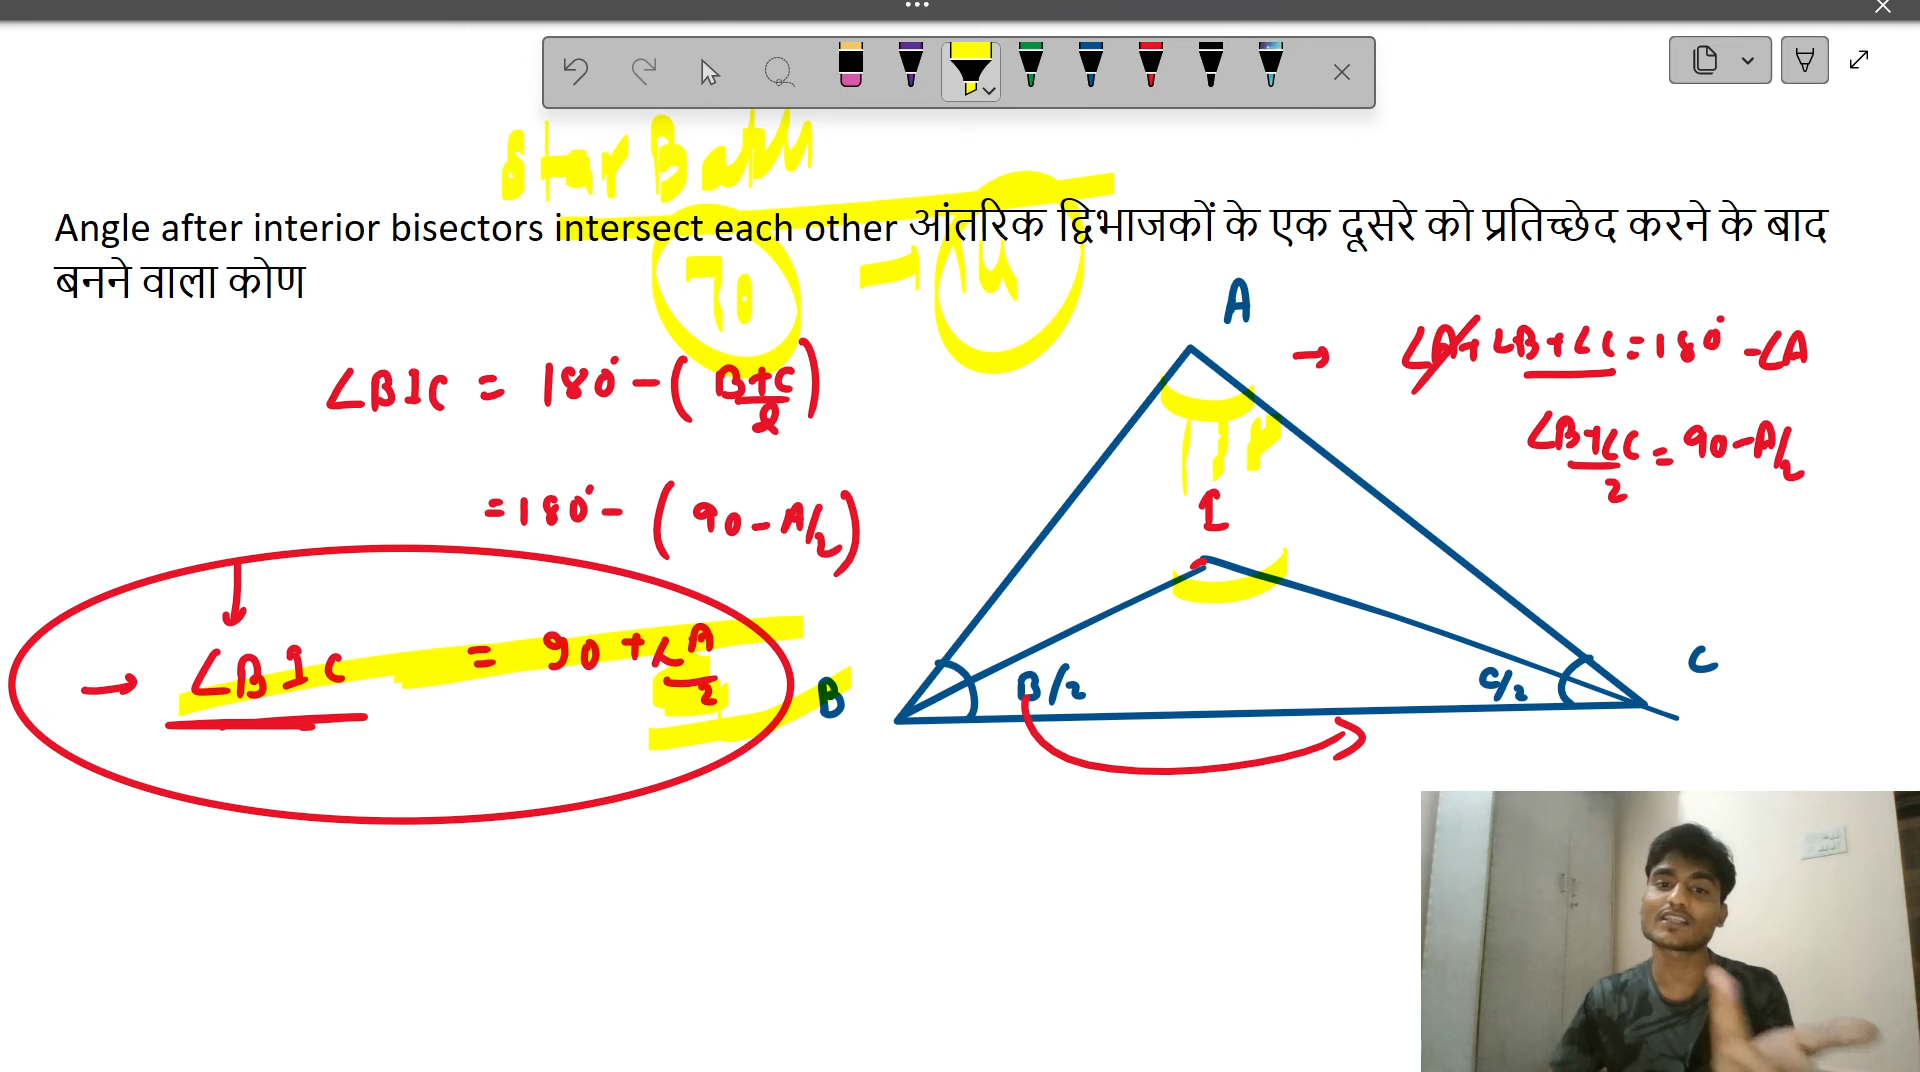 Star Batch
Angle after interior bisectors intersect each other आंतरिक द्विभाजकों के एक दूसरे को प्रतिच्छेद करने के बाद
बनने वाला कोण
70 →
A
→ ∠A+∠B+∠C=180°-∠A
∠BIC = 180°-(B+C/2)
∠B+∠C/2=90-A/2
I
=180°-(90-A/2)
→ ∠BIC = 90+∠A/2
B
B/2
C/2
C